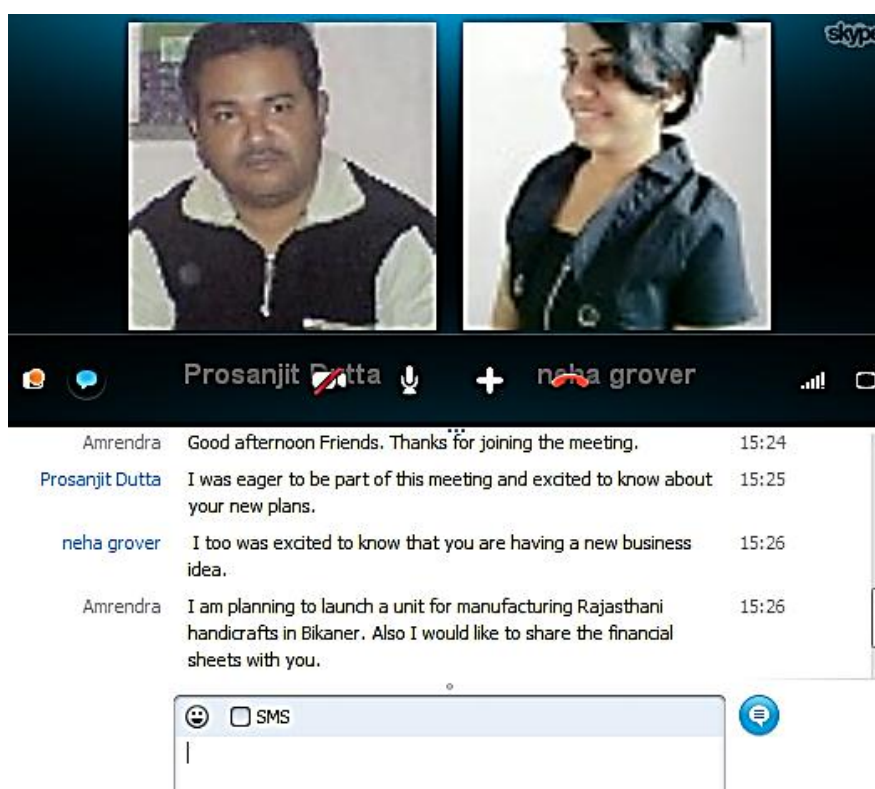 skype
Prosanjit Dutta
neha grover
Amrendra Good afternoon Friends. Thanks for joining the meeting. 15:24
Prosanjit Dutta I was eager to be part of this meeting and excited to know about 15:25
your new plans.
neha grover I too was excited to know that you are having a new business 15:26
idea.
Amrendra I am planning to launch a unit for manufacturing Rajasthani 15:26
handicrafts in Bikaner. Also I would like to share the financial
sheets with you.
SMS